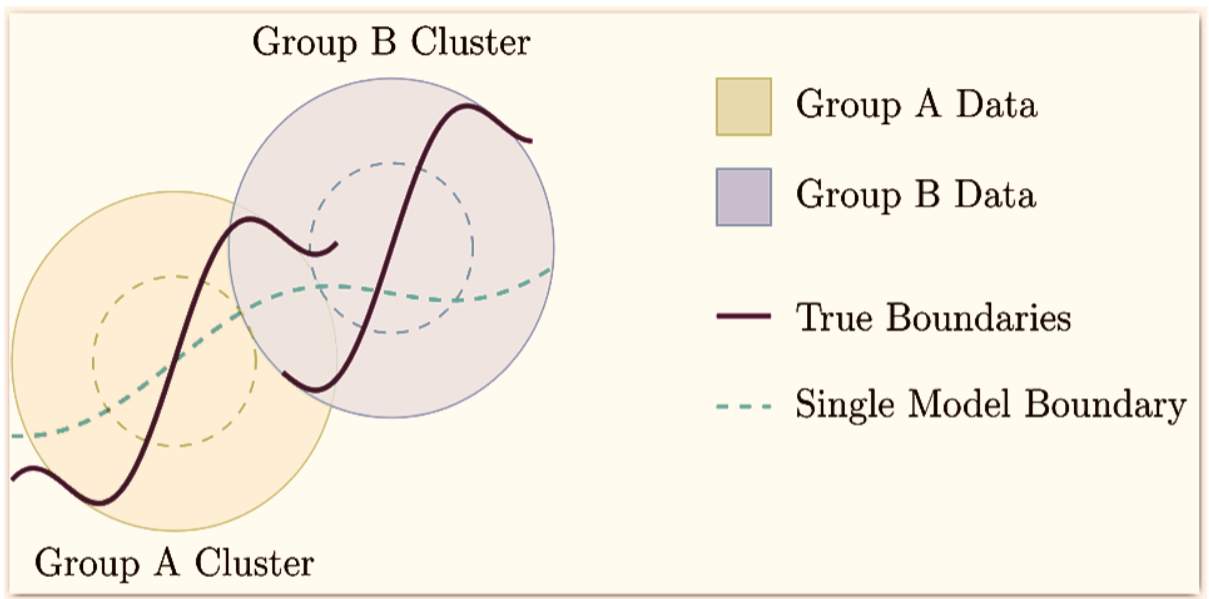 Group B Cluster
Group A Data
Group B Data
True Boundaries
Single Model Boundary
Group A Cluster